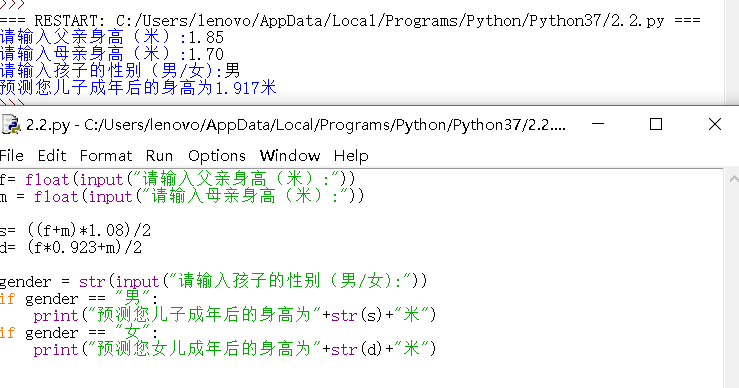 >>>
=== RESTART: C:/Users/lenovo/AppData/Local/Programs/Python/Python37/2.2.py ===
请输入父亲身高（米）:1.85
请输入母亲身高（米）:1.70
请输入孩子的性别（男/女):男
预测您儿子成年后的身高为1.917米
>>>
2.2.py - C:/Users/lenovo/AppData/Local/Programs/Python/Python37/2.2....
File Edit Format Run Options Window Help
f= float(input("请输入父亲身高（米）:"))
m = float(input("请输入母亲身高（米）:"))
s= ((f+m)*1.08)/2
d= (f*0.923+m)/2
gender = str(input("请输入孩子的性别（男/女):"))
if gender == "男":
    print("预测您儿子成年后的身高为"+str(s)+"米")
if gender == "女":
    print("预测您女儿成年后的身高为"+str(d)+"米")